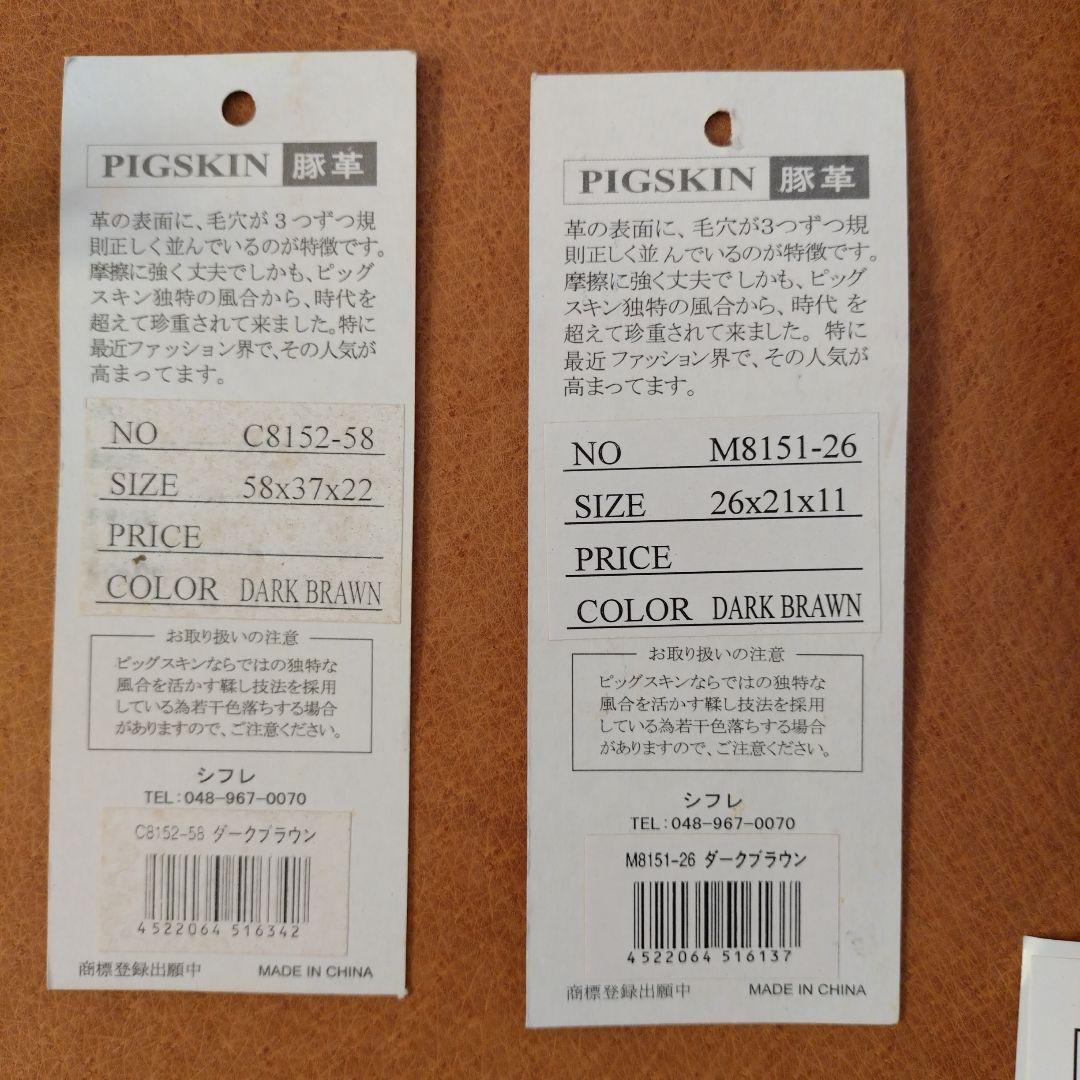 PIGSKIN 豚革
革の表面に、毛穴が3つずつ規
則正しく並んでいるのが特徴です。
摩擦に強く丈夫でしかも、ピッグ
スキン独特の風合から、時代を
超えて珍重されて来ました。特に
最近ファッション界で、その人気が
高まってます。
NO C8152-58
SIZE 58x37x22
PRICE
COLOR DARK BRAWN
お取り扱いの注意
ピッグスキンならではの独特な
風合を活かす鞣し技法を採用
している為若干色落ちする場合
がありますので、ご注意ください。
シフレ
TEL:048-967-0070
C8152-58 ダークブラウン
4522064 516342
商標登録出願中 MADE IN CHINA
PIGSKIN 豚革
革の表面に、毛穴が3つずつ規
則正しく並んでいるのが特徴です。
摩擦に強く丈夫でしかも、ピッグ
スキン独特の風合から、時代を
超えて珍重されて来ました。特に
最近ファッション界で、その人気が
高まってます。
NO M8151-26
SIZE 26x21x11
PRICE
COLOR DARK BRAWN
お取り扱いの注意
ピッグスキンならではの独特な
風合を活かす鞣し技法を採用
している為若干色落ちする場合
がありますので、ご注意ください。
シフレ
TEL:048-967-0070
M8151-26 ダークブラウン
4522064 516137
商標登録出願中 MADE IN CHINA